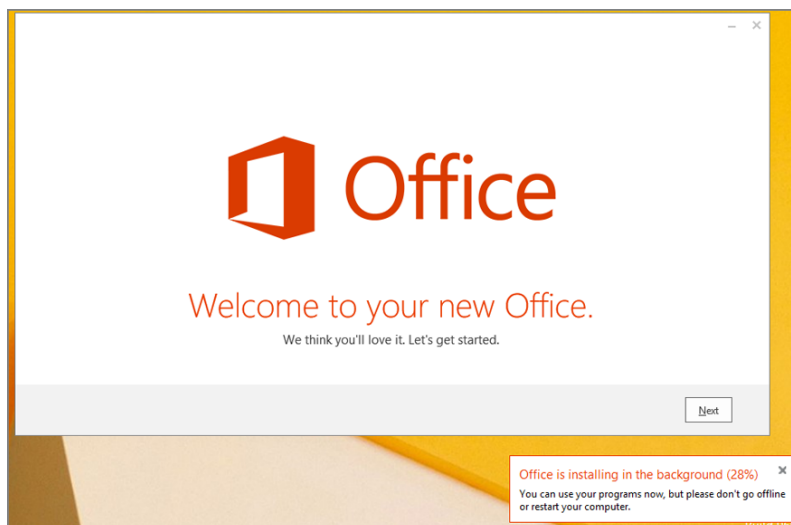 Office
Welcome to your new Office.
We think you'll love it. Let's get started.
Next
Office is installing in the background (28%)
You can use your programs now, but please don't go offline
or restart your computer.